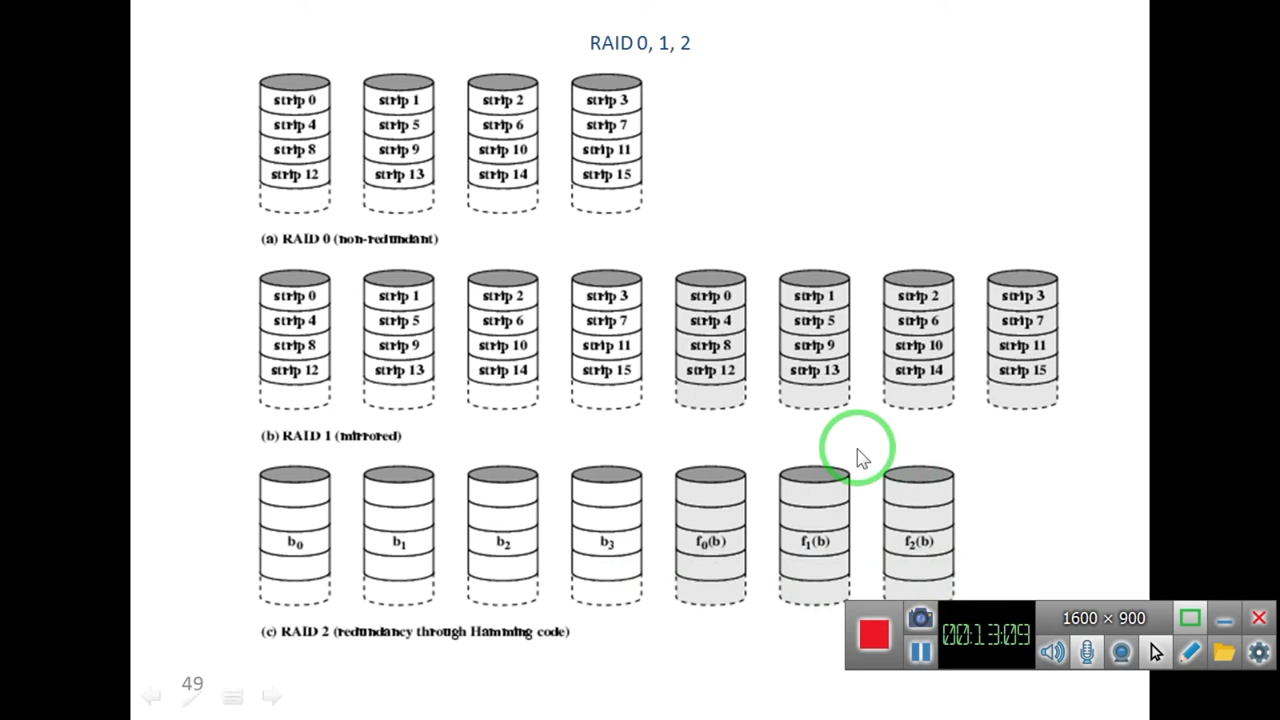 RAID 0, 1, 2
strip 0 strip 1 strip 2 strip 3
strip 4 strip 5 strip 6 strip 7
strip 8 strip 9 strip 10 strip 11
strip 12 strip 13 strip 14 strip 15
(a) RAID 0 (non-redundant)
strip 0 strip 1 strip 2 strip 3 strip 0 strip 1 strip 2 strip 3
strip 4 strip 5 strip 6 strip 7 strip 4 strip 5 strip 6 strip 7
strip 8 strip 9 strip 10 strip 11 strip 8 strip 9 strip 10 strip 11
strip 12 strip 13 strip 14 strip 15 strip 12 strip 13 strip 14 strip 15
(b) RAID 1 (mirrored)
b0 b1 b2 b3 f0(b) f1(b) f2(b)
(c) RAID 2 (redundancy through Hamming code)
00:13:09
1600 × 900
49